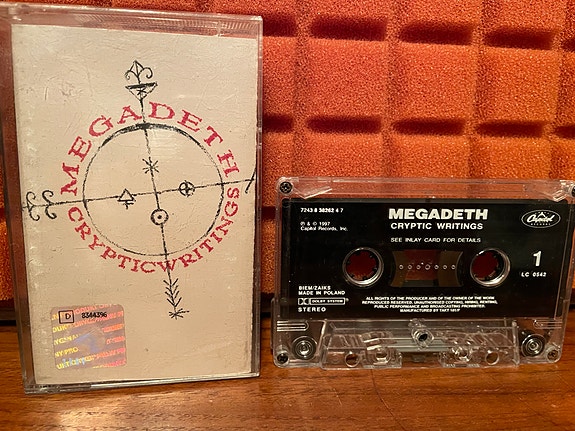 MEGADETH
CRYPTICWRITINGS
D 8344396
7243 8 38262 4 7
℗ & © 1997
Capitol Records, Inc.
MEGADETH
CRYPTIC WRITINGS
SEE INLAY CARD FOR DETAILS
Capitol
RECORDS
1
LC 0542
BIEM/ZAIKS
MADE IN POLAND
DOLBY SYSTEM
STEREO
ALL RIGHTS OF THE PRODUCER AND OF THE OWNER OF THE WORK
REPRODUCED RESERVED. UNAUTHORISED COPYING, HIRING, RENTING,
PUBLIC PERFORMANCE AND BROADCASTING PROHIBITED.
MANUFACTURED BY TAKT